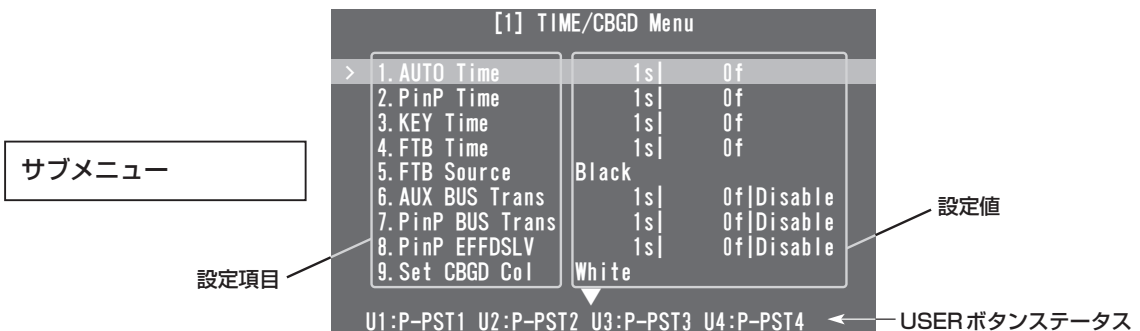 [1] TIME/CBGD Menu
> 1.AUTO Time 1s| 0f
2.PinP Time 1s| 0f
3.KEY Time 1s| 0f
4.FTB Time 1s| 0f
5.FTB Source Black
6.AUX BUS Trans 1s| 0f|Disable
7.PinP BUS Trans 1s| 0f|Disable
8.PinP EFFDSLV 1s| 0f|Disable
9.Set CBGD Col White
U1:P-PST1 U2:P-PST2 U3:P-PST3 U4:P-PST4
サブメニュー
設定項目
設定値
USERボタンステータス